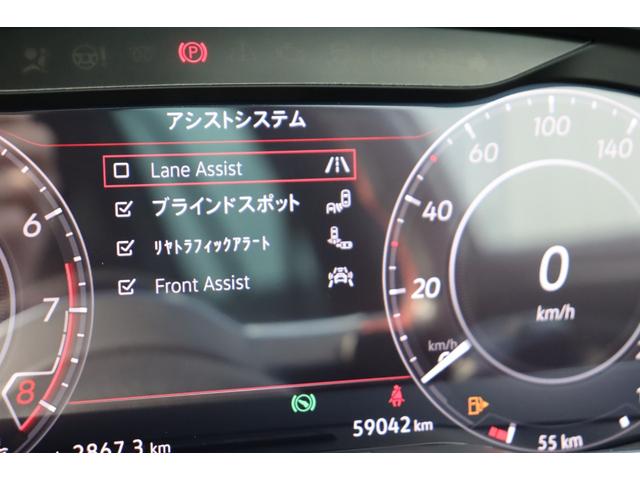 アシストシステム
Lane Assist
ブラインドスポット
ﾘﾔﾄﾗﾌｨｯｸｱﾗｰﾄ
Front Assist
6
7
8
20
40
60
100
140
0
km/h
km/h
59042 km
2867.3 km
55 km
P